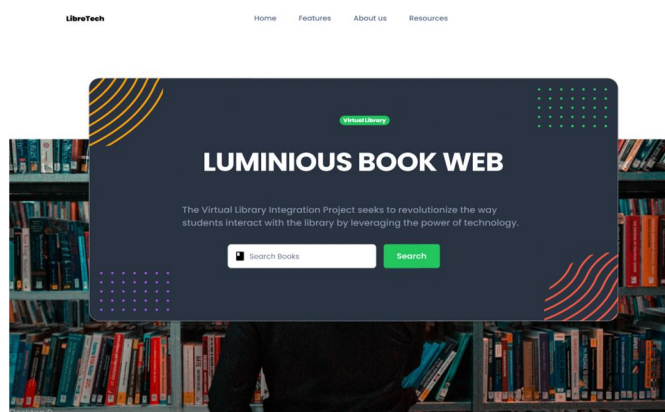 LibroTech
Home Features About us Resources
Virtual Library
LUMINIOUS BOOK WEB
The Virtual Library Integration Project seeks to revolutionize the way
students interact with the library by leveraging the power of technology.
Search Books
Search